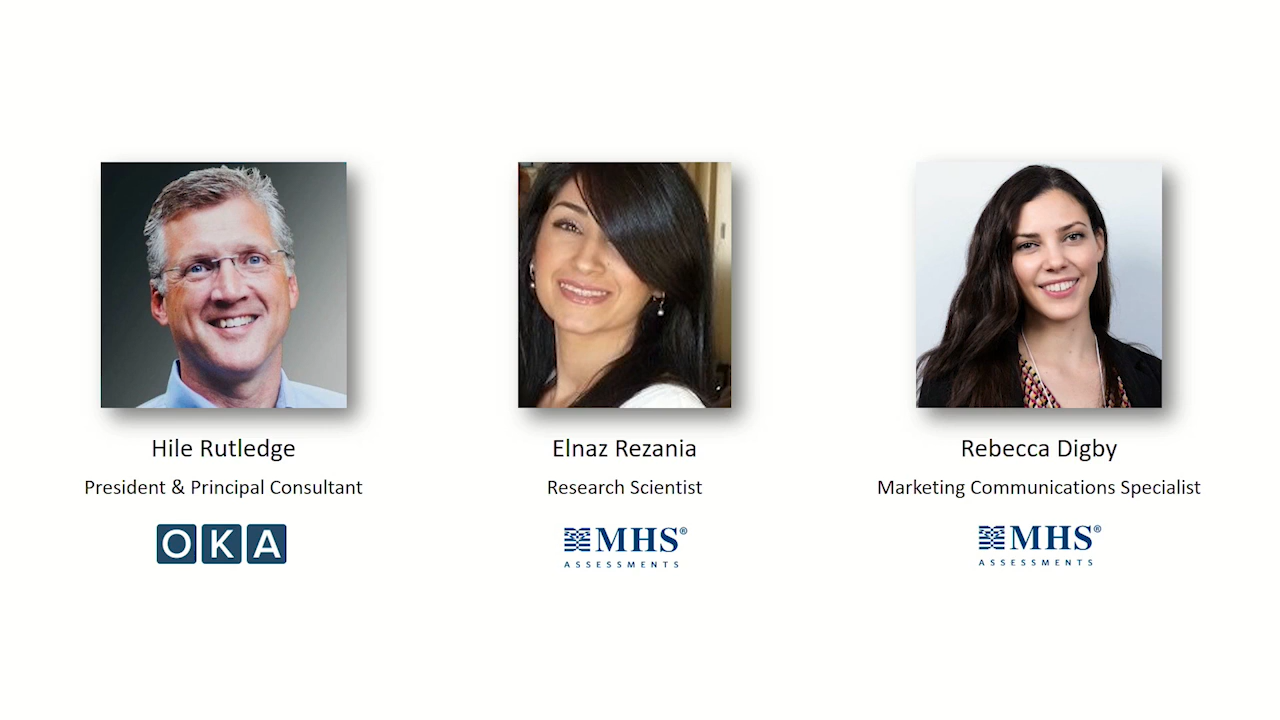 Hile Rutledge
President & Principal Consultant
OKA
Elnaz Rezania
Research Scientist
MHS®
ASSESSMENTS
Rebecca Digby
Marketing Communications Specialist
MHS®
ASSESSMENTS